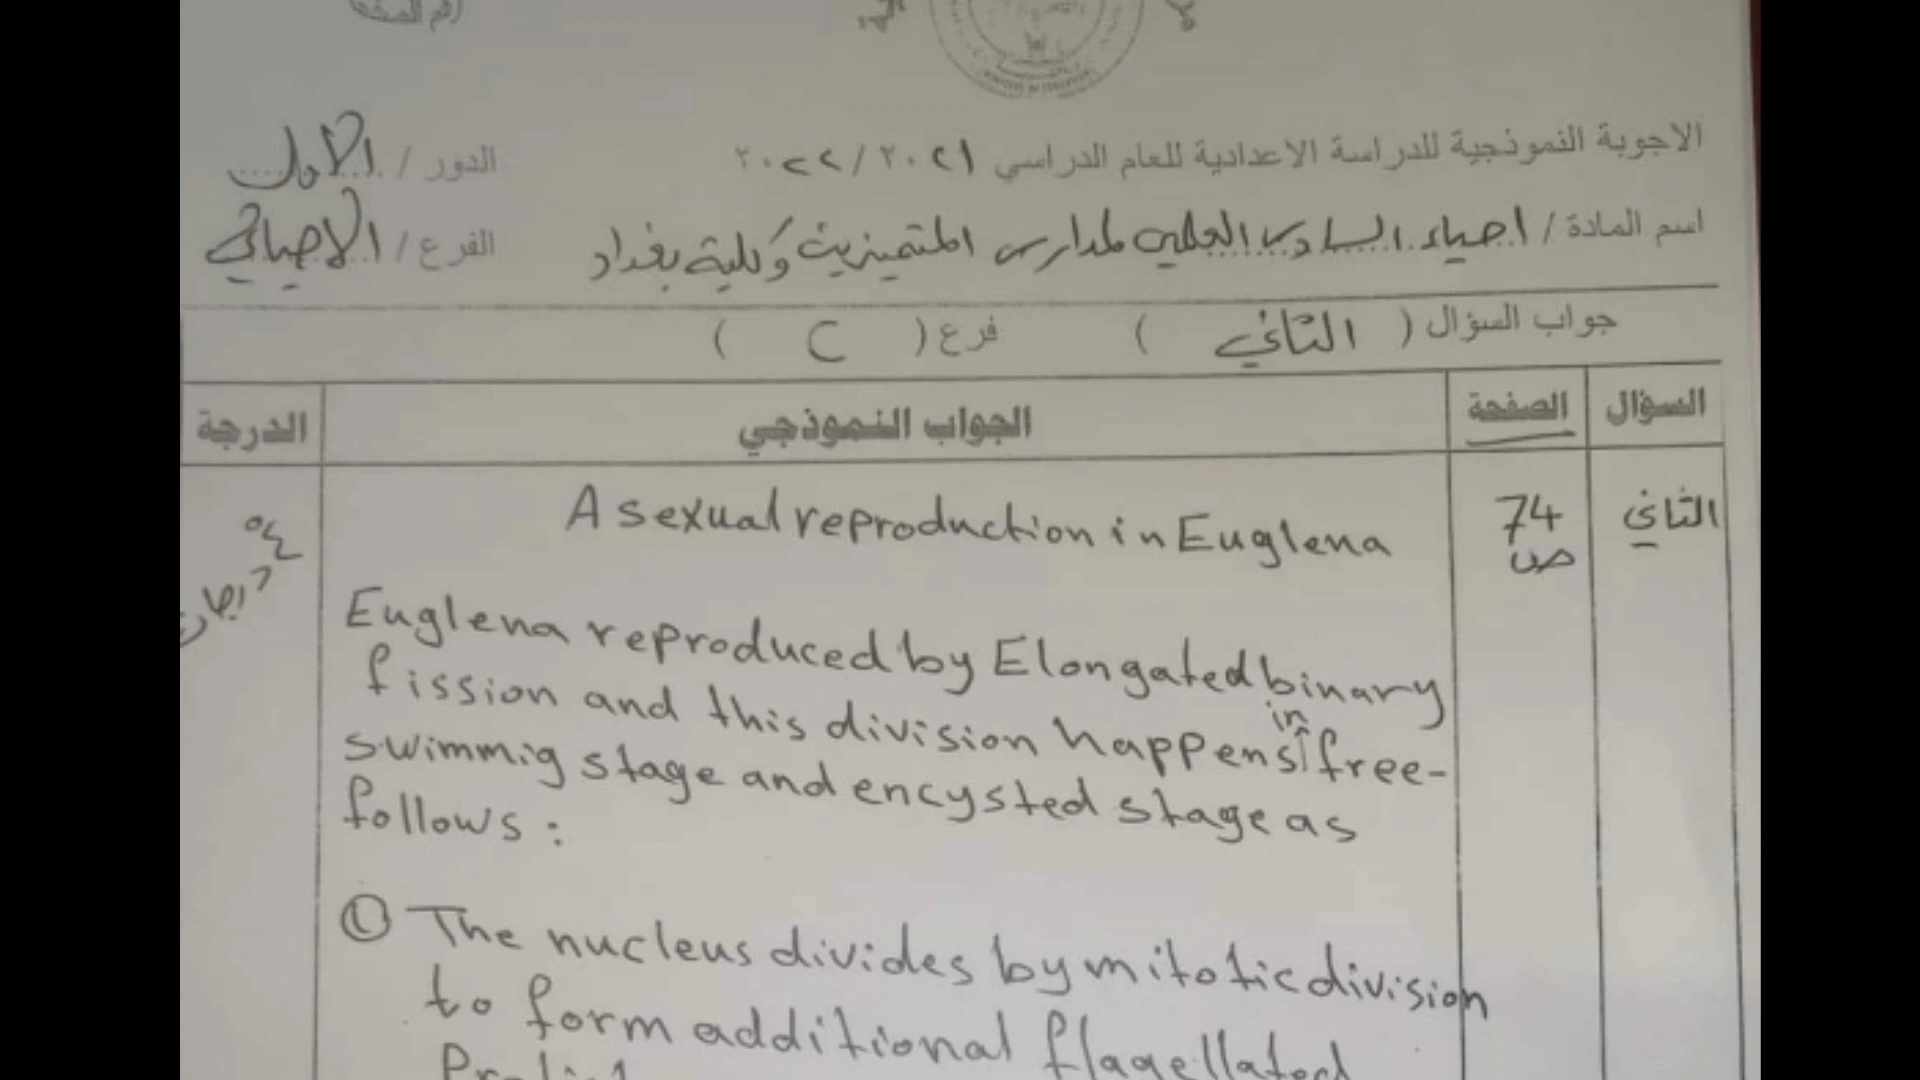 رقم الصفحة
الاجوبة النموذجية للدراسة الاعدادية للعام الدراسي ٢٠٢١ / ٢٠٢٢
الدور / الاول
اسم المادة / احياء السادس العلمي لمدارس المتميزين وكلية بغداد
الفرع / الاحيائي
جواب السؤال ( الثاني ) فرع ( C )
السؤال الصفحة الجواب النموذجي الدرجة
الثاني 74 ص
Asexual reproduction in Euglena
Euglena reproduced by Elongated binary
fission and this division happens in free-
swimmig stage and encysted stage as
follows :
① The nucleus divides by mitotic division
to form additional flagellated